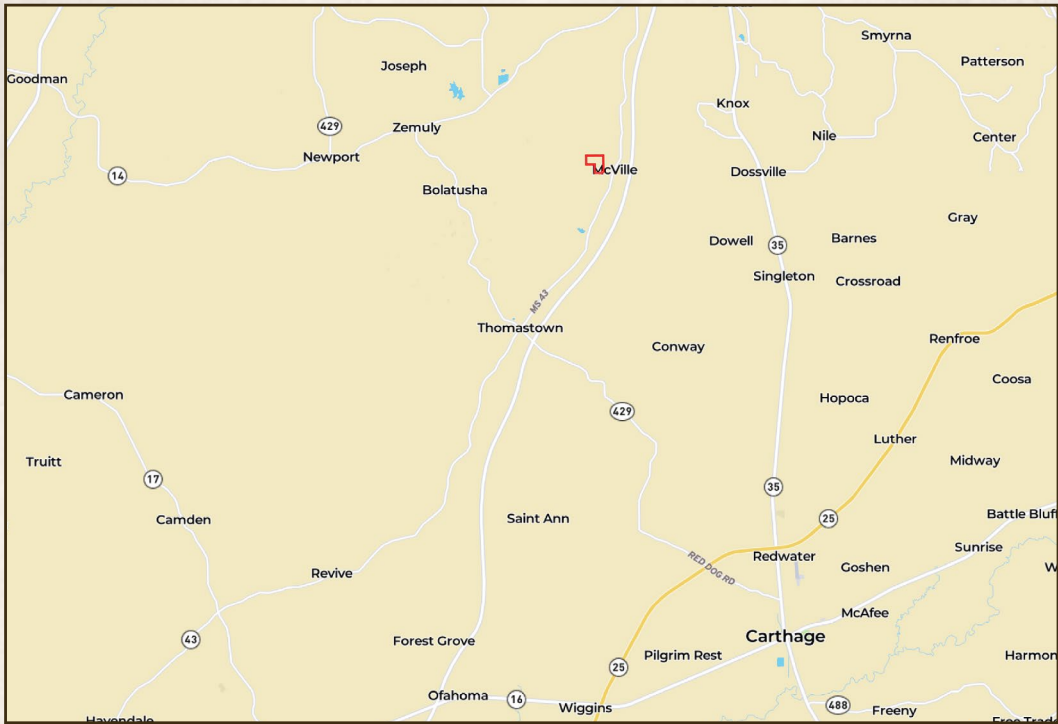 Smyrna
Patterson
Joseph
Goodman
Knox
429
Zemuly
Nile
Center
Newport
McVille
Dossville
14
Bolatusha
Gray
Dowell
35
Barnes
Singleton
Crossroad
MS 43
Thomastown
Renfroe
Conway
Coosa
Cameron
Hopoca
429
Luther
Truitt
Midway
17
35
Battle Bluff
Camden
Saint Ann
25
Sunrise
Redwater
Goshen
RED DOG RD
Revive
McAfee
43
Forest Grove
Carthage
Pilgrim Rest
Harmon
25
Ofahoma
16
Wiggins
488
Freeny